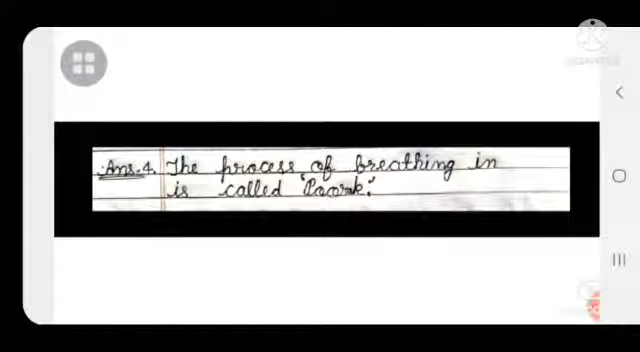 Ans.4. The process of breathing in
is called 'Poorak'.